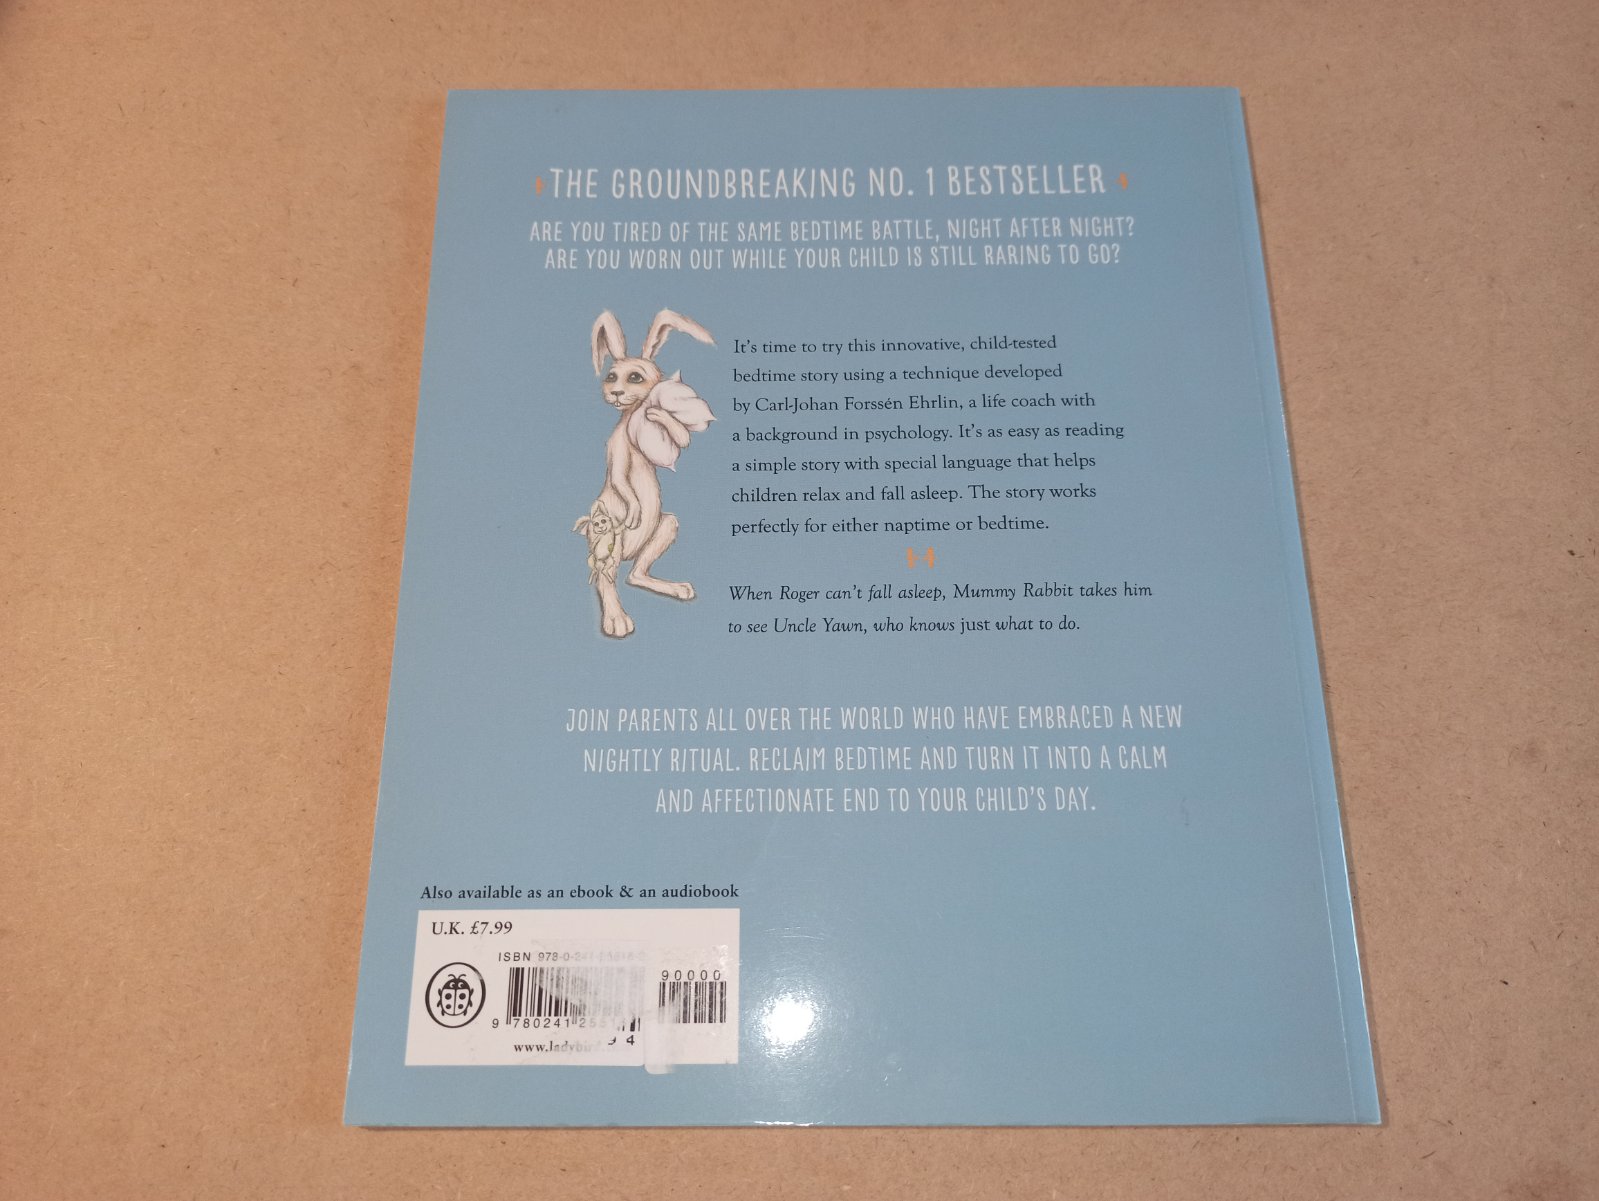 THE GROUNDBREAKING NO. 1 BESTSELLER
ARE YOU TIRED OF THE SAME BEDTIME BATTLE, NIGHT AFTER NIGHT?
ARE YOU WORN OUT WHILE YOUR CHILD IS STILL RARING TO GO?
It's time to try this innovative, child-tested
bedtime story using a technique developed
by Carl-Johan Forssén Ehrlin, a life coach with
a background in psychology. It's as easy as reading
a simple story with special language that helps
children relax and fall asleep. The story works
perfectly for either naptime or bedtime.
When Roger can't fall asleep, Mummy Rabbit takes him
to see Uncle Yawn, who knows just what to do.
JOIN PARENTS ALL OVER THE WORLD WHO HAVE EMBRACED A NEW
NIGHTLY RITUAL. RECLAIM BEDTIME AND TURN IT INTO A CALM
AND AFFECTIONATE END TO YOUR CHILD'S DAY.
Also available as an ebook & an audiobook
U.K. £7.99
ISBN
90000
9 780241